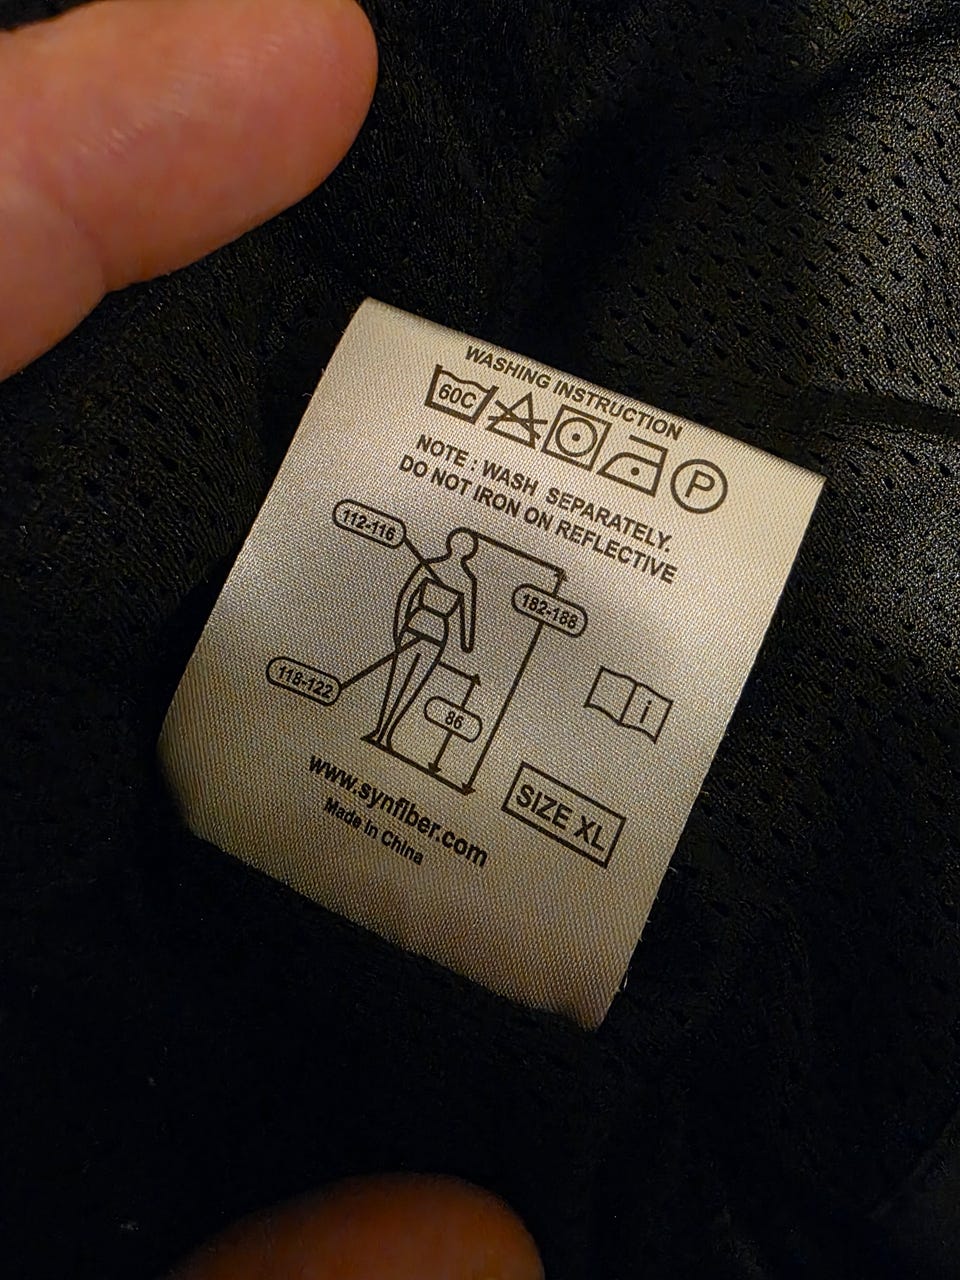 WASHING INSTRUCTION
60C P
NOTE : WASH SEPARATELY.
DO NOT IRON ON REFLECTIVE
112-116
182-188
118-122
86
i
SIZE XL
www.synfiber.com
Made in China